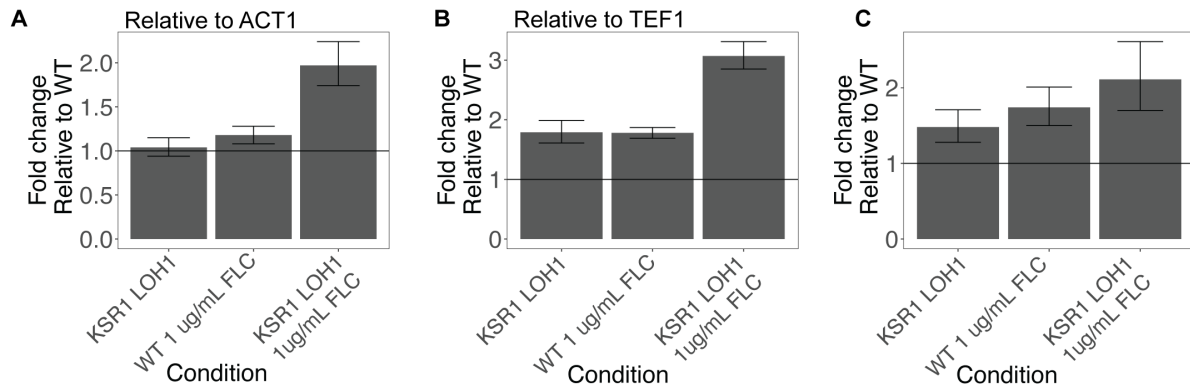 A
Relative to ACT1
Fold change
Relative to WT
2.0
1.5
1.0
0.5
0.0
KSR1 LOH1
WT 1 ug/mL FLC
KSR1 LOH1
1ug/mL FLC
Condition
B
Relative to TEF1
Fold change
Relative to WT
3
2
1
0
KSR1 LOH1
WT 1 ug/mL FLC
KSR1 LOH1
1ug/mL FLC
Condition
C
Fold change
Relative to WT
2
1
0
KSR1 LOH1
WT 1 ug/mL FLC
KSR1 LOH1
1ug/mL FLC
Condition